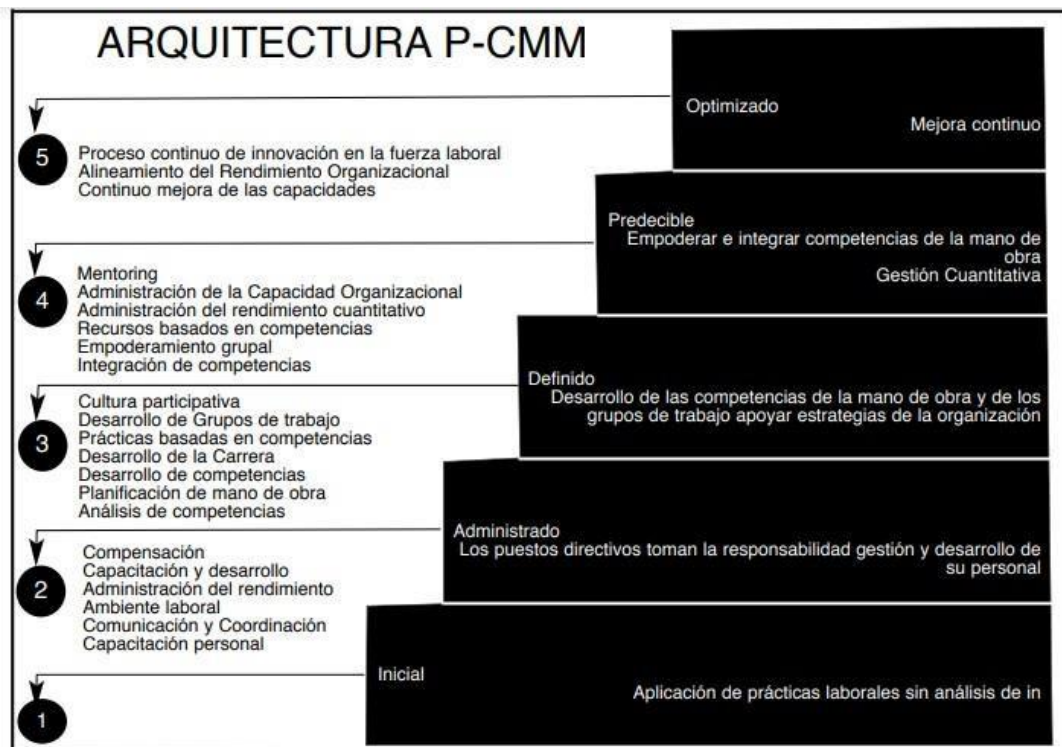 ARQUITECTURA P-CMM
Optimizado
Mejora continuo
5
Proceso continuo de innovación en la fuerza laboral
Alineamiento del Rendimiento Organizacional
Continuo mejora de las capacidades
Predecible
Empoderar e integrar competencias de la mano de
obra
Gestión Cuantitativa
4
Mentoring
Administración de la Capacidad Organizacional
Administración del rendimiento cuantitativo
Recursos basados en competencias
Empoderamiento grupal
Integración de competencias
Definido
Desarrollo de las competencias de la mano de obra y de los
grupos de trabajo apoyar estrategias de la organización
3
Cultura participativa
Desarrollo de Grupos de trabajo
Prácticas basadas en competencias
Desarrollo de la Carrera
Desarrollo de competencias
Planificación de mano de obra
Análisis de competencias
Administrado
Los puestos directivos toman la responsabilidad gestión y desarrollo de
su personal
2
Compensación
Capacitación y desarrollo
Administración del rendimiento
Ambiente laboral
Comunicación y Coordinación
Capacitación personal
Inicial
Aplicación de prácticas laborales sin análisis de in
1